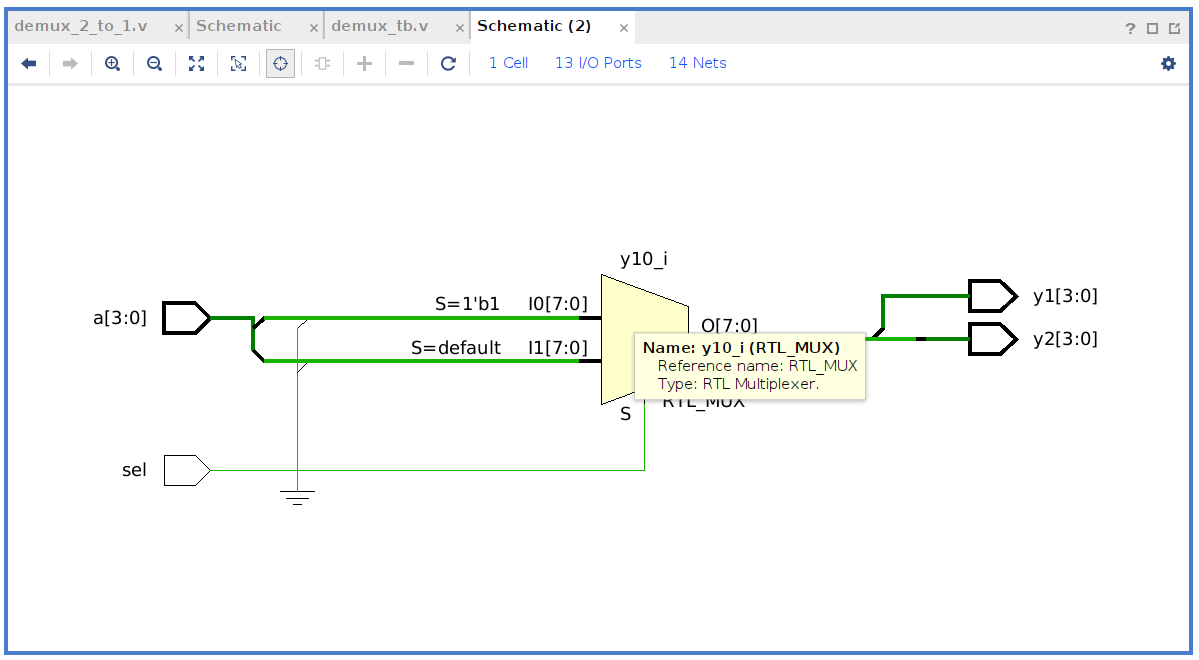 demux_2_to_1.v × Schematic × demux_tb.v × Schematic (2) × ?
1 Cell 13 I/O Ports 14 Nets
y10_i
a[3:0] S=1'b1 I0[7:0] y1[3:0]
O[7:0]
S=default I1[7:0] y2[3:0]
Name: y10_i (RTL_MUX)
Reference name: RTL_MUX
Type: RTL Multiplexer.
RTL_MUX
S
sel